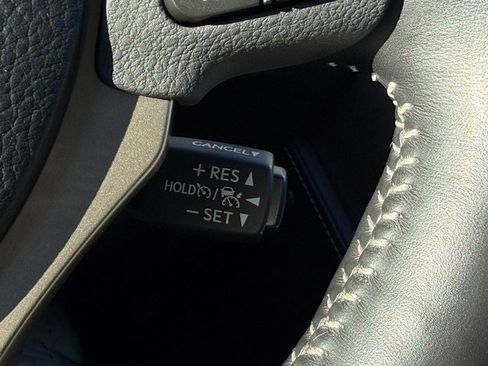 CANCEL
+ RES
HOLD /
- SET